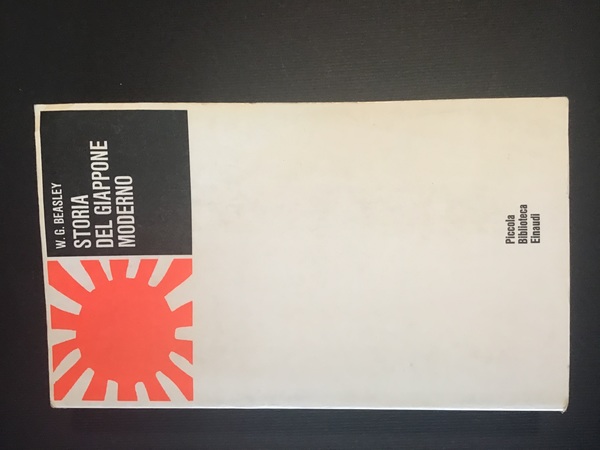 W. G. BEASLEY
STORIA
DEL GIAPPONE
MODERNO
Piccola
Biblioteca
Einaudi